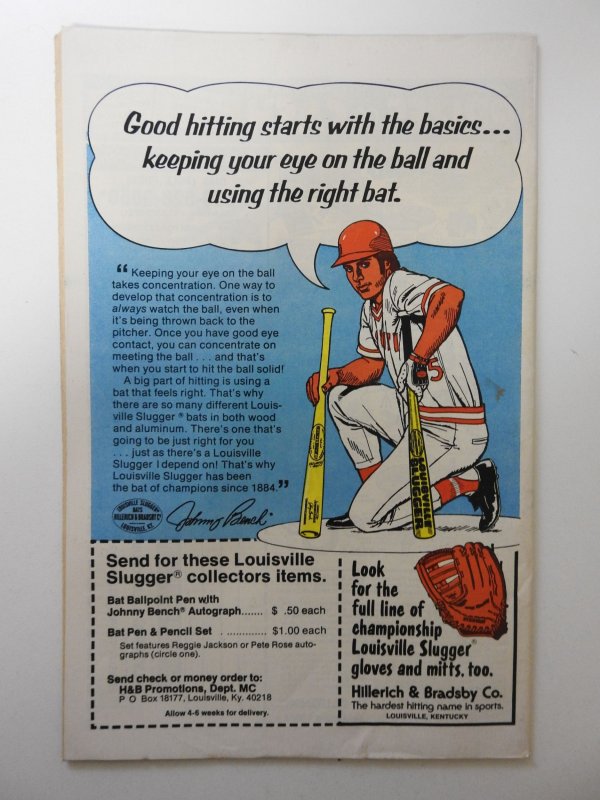 Good hitting starts with the basics...
keeping your eye on the ball and
using the right bat.
“ Keeping your eye on the ball
takes concentration. One way to
develop that concentration is to
always watch the ball, even when
it's being thrown back to the
pitcher. Once you have good eye
contact, you can concentrate on
meeting the ball . . . and that's
when you start to hit the ball solid!
A big part of hitting is using a
bat that feels right. That's why
there are so many different Louis-
ville Slugger ® bats in both wood
and aluminum. There's one that's
going to be just right for you
. . . just as there's a Louisville
Slugger I depend on! That's why
Louisville Slugger has been
the bat of champions since 1884.”
LOUISVILLE SLUGGER
BATS
HILLERICH & BRADSBY Co
LOUISVILLE, KY.
Johnny Bench
5
LOUISVILLE
SLUGGER
Send for these Louisville
Slugger® collectors items.
Bat Ballpoint Pen with
Johnny Bench® Autograph....... $ .50 each
Bat Pen & Pencil Set . ............. $1.00 each
Set features Reggie Jackson or Pete Rose auto-
graphs (circle one).
Send check or money order to:
H&B Promotions, Dept. MC
P O Box 18177, Louisville, Ky. 40218
Allow 4-6 weeks for delivery.
Look
for the
full line of
championship
Louisville Slugger®
gloves and mitts, too.
Hillerich & Bradsby Co.
The hardest hitting name in sports.
LOUISVILLE, KENTUCKY